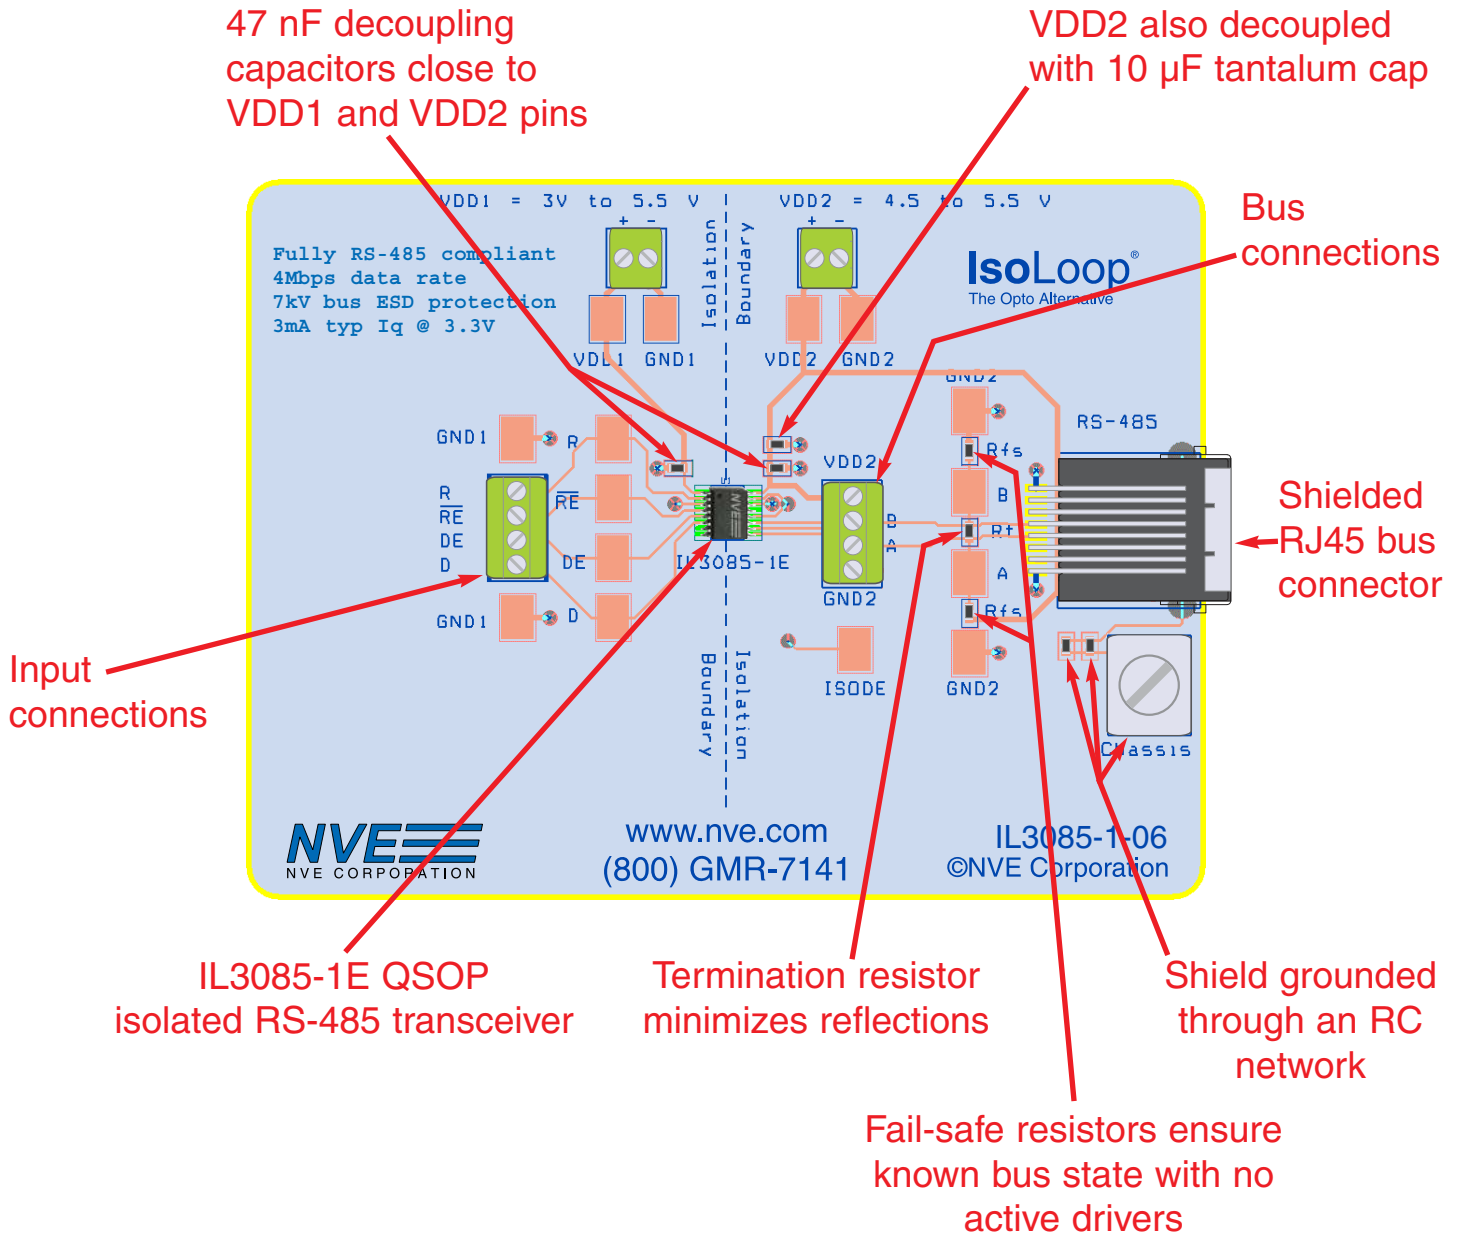 47 nF decoupling
capacitors close to
VDD1 and VDD2 pins
VDD2 also decoupled
with 10 µF tantalum cap
VDD1 = 3V to 5.5 V
VDD2 = 4.5 to 5.5 V
+ -
+ -
Isolation
Boundary
Fully RS-485 compliant
4Mbps data rate
7kV bus ESD protection
3mA typ Iq @ 3.3V
IsoLoop®
The Opto Alternative
Bus
connections
VDD1
GND1
VDD2
GND2
GND2
RS-485
GND1
R
Rfs
VDD2
R
R̅E̅
DE
D
R̅E̅
NVE
B
B
A
Rt
DE
IL3085-1E
A
GND2
Rfs
GND1
D
Shielded
RJ45 bus
connector
Input
connections
Boundary
Isolation
ISODE
GND2
Chassis
NVE
NVE CORPORATION
www.nve.com
(800) GMR-7141
IL3085-1-06
©NVE Corporation
IL3085-1E QSOP
isolated RS-485 transceiver
Termination resistor
minimizes reflections
Shield grounded
through an RC
network
Fail-safe resistors ensure
known bus state with no
active drivers